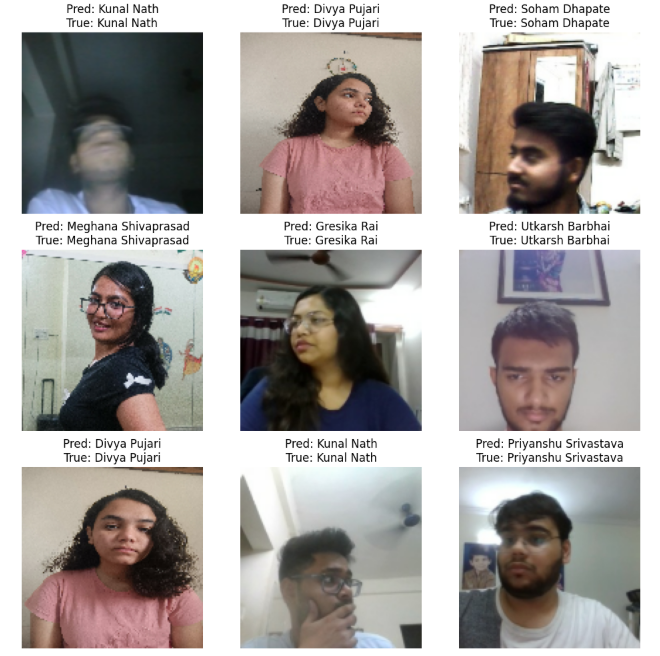 Pred: Kunal Nath
True: Kunal Nath
Pred: Divya Pujari
True: Divya Pujari
Pred: Soham Dhapate
True: Soham Dhapate
Pred: Meghana Shivaprasad
True: Meghana Shivaprasad
Pred: Gresika Rai
True: Gresika Rai
Pred: Utkarsh Barbhai
True: Utkarsh Barbhai
Pred: Divya Pujari
True: Divya Pujari
Pred: Kunal Nath
True: Kunal Nath
Pred: Priyanshu Srivastava
True: Priyanshu Srivastava